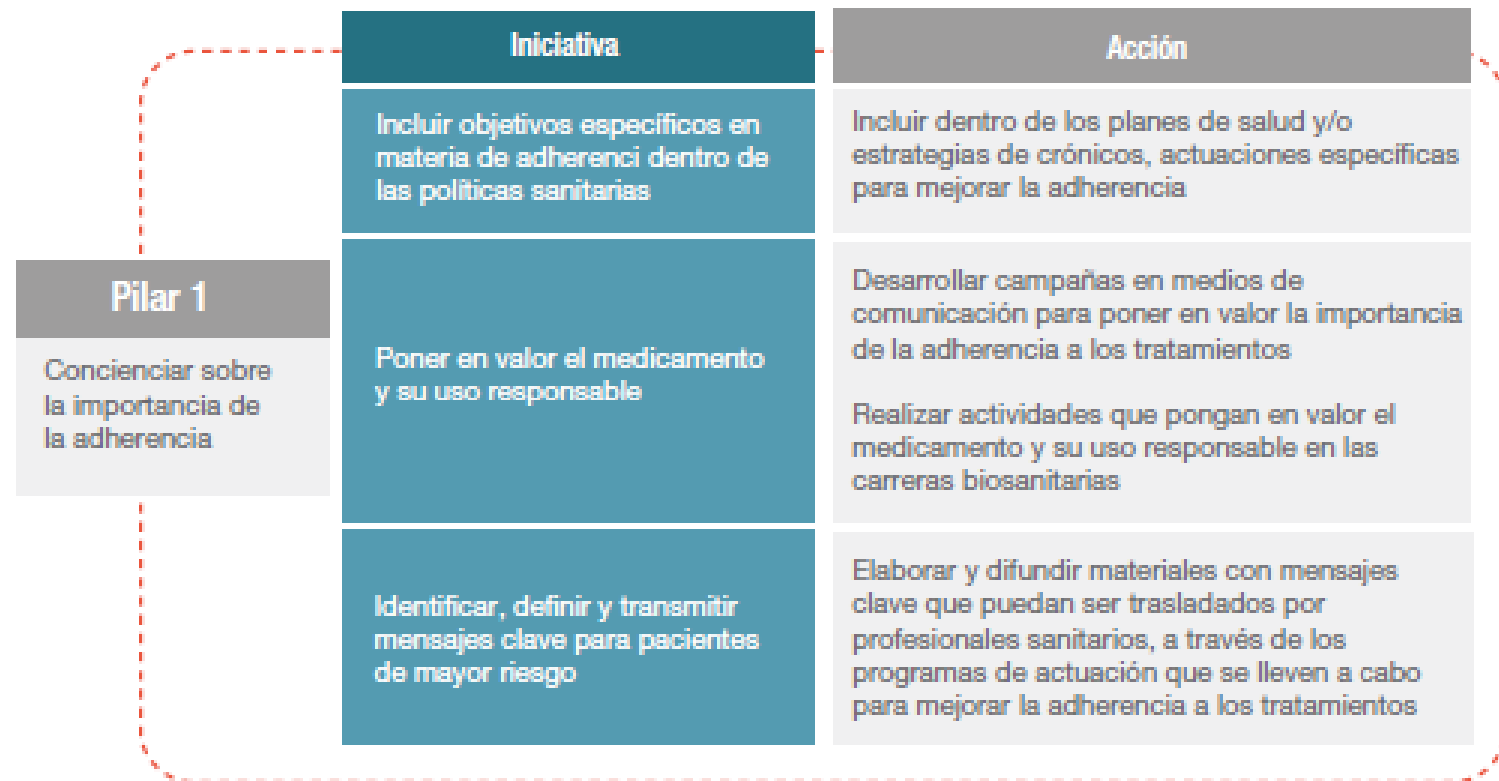 Iniciativa
Acción
Incluir objetivos específicos en
materia de adherenci dentro de
las políticas sanitarias
Incluir dentro de los planes de salud y/o
estrategias de crónicos, actuaciones específicas
para mejorar la adherencia
Pilar 1
Concienciar sobre
la importancia de
la adherencia
Poner en valor el medicamento
y su uso responsable
Desarrollar campañas en medios de
comunicación para poner en valor la importancia
de la adherencia a los tratamientos
Realizar actividades que pongan en valor el
medicamento y su uso responsable en las
carreras biosanitarias
Identificar, definir y transmitir
mensajes clave para pacientes
de mayor riesgo
Elaborar y difundir materiales con mensajes
clave que puedan ser trasladados por
profesionales sanitarios, a través de los
programas de actuación que se lleven a cabo
para mejorar la adherencia a los tratamientos